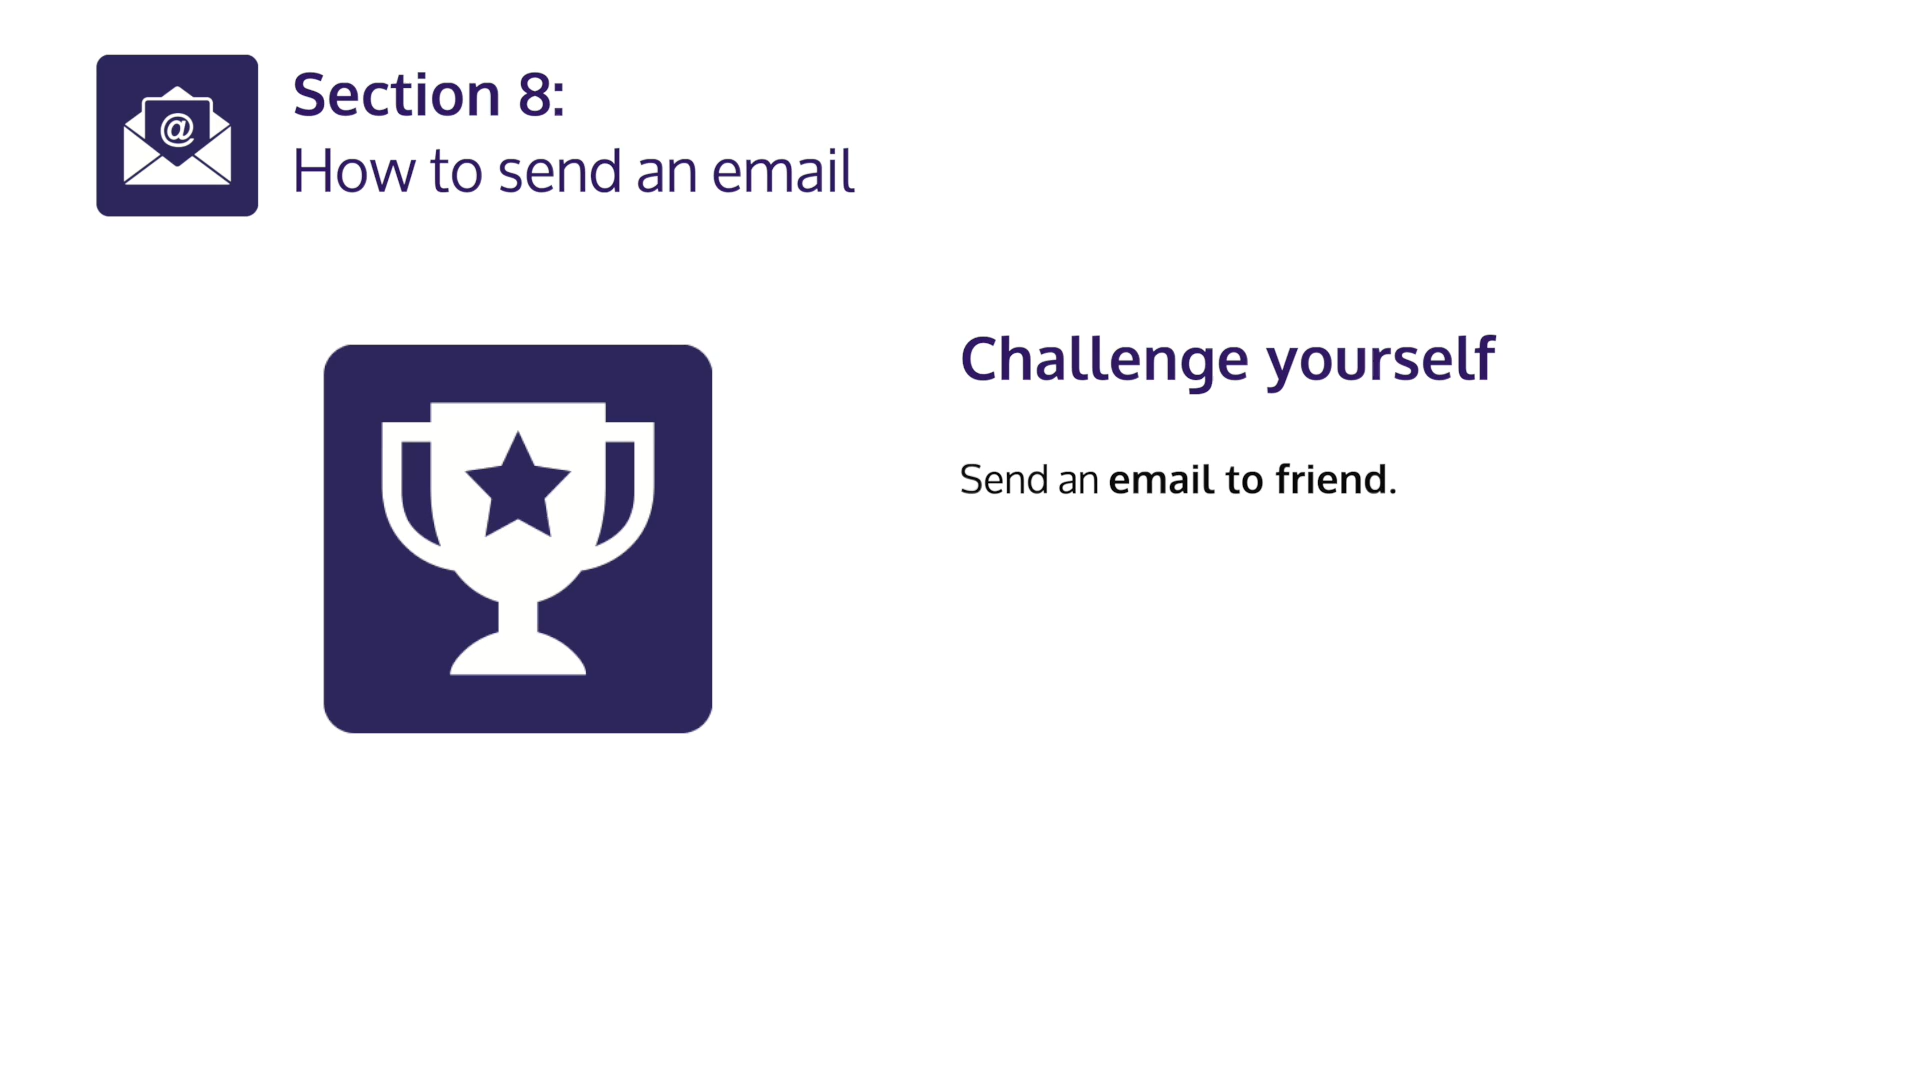 @
Section 8:
How to send an email
Challenge yourself
Send an email to friend.